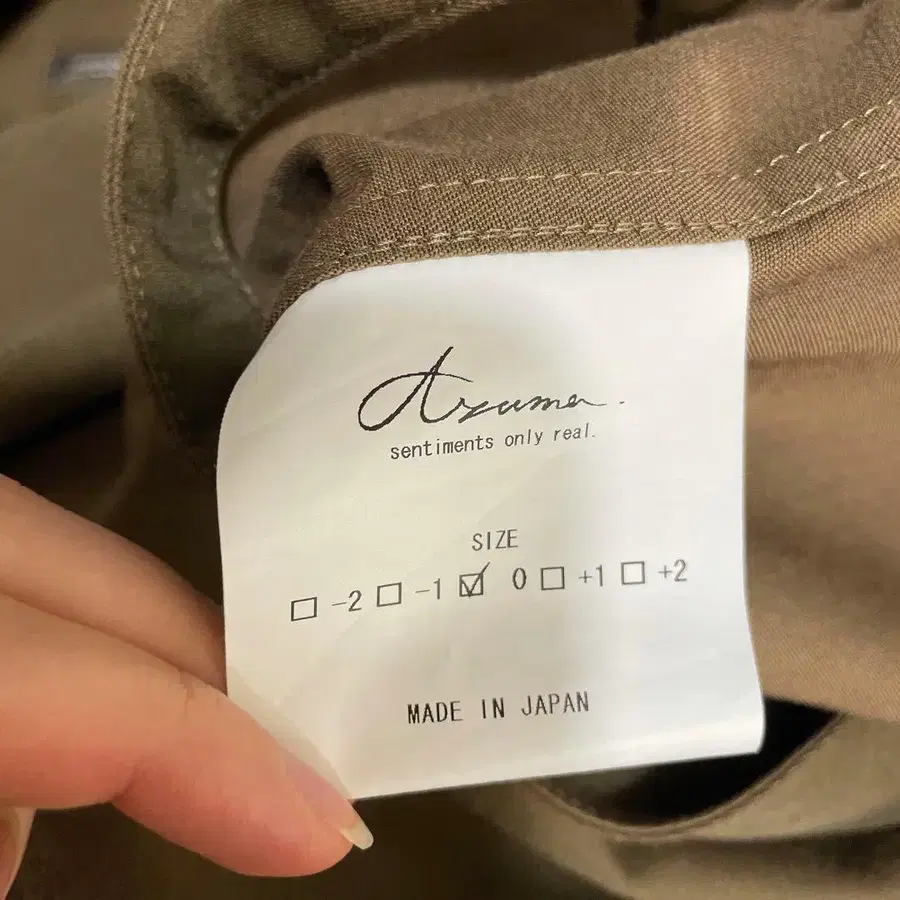 Azuma.
sentiments only real.
SIZE
☐ -2 ☐ -1 ☑ 0 ☐ +1 ☐ +2
MADE IN JAPAN